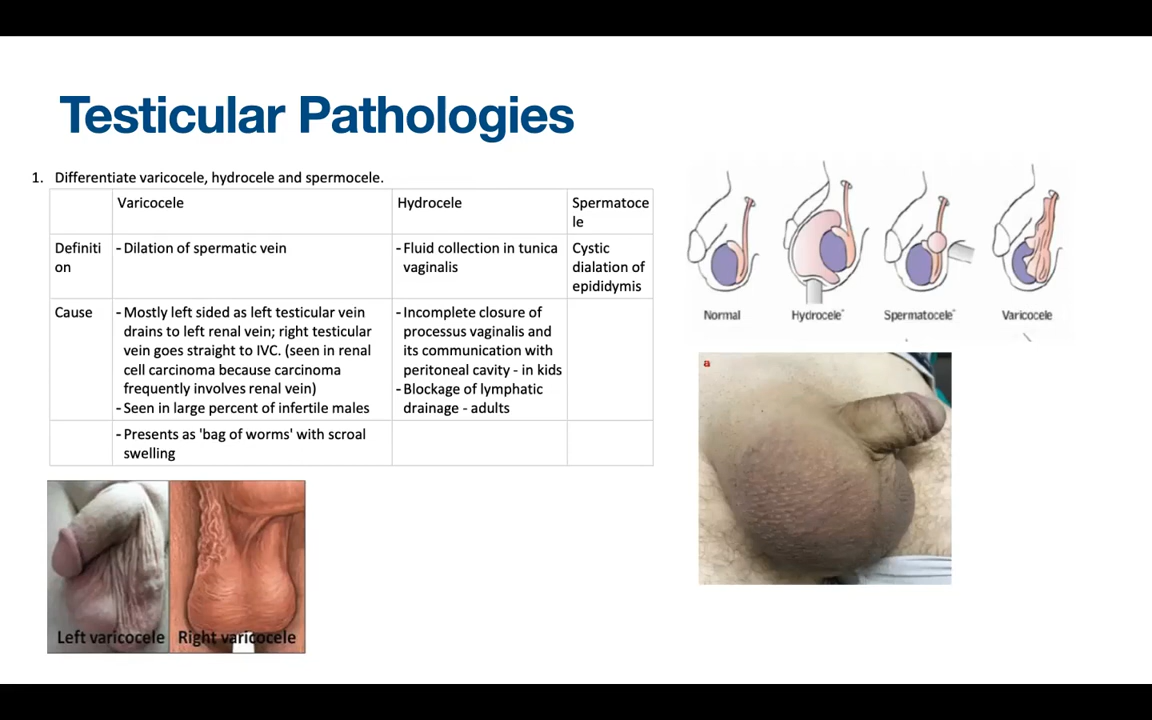 Testicular Pathologies
1. Differentiate varicocele, hydrocele and spermocele.
Varicocele
Hydrocele
Spermatoce
le
Definiti
on
- Dilation of spermatic vein
- Fluid collection in tunica
vaginalis
Cystic
dialation of
epididymis
Cause
- Mostly left sided as left testicular vein
drains to left renal vein; right testicular
vein goes straight to IVC. (seen in renal
cell carcinoma because carcinoma
frequently involves renal vein)
- Seen in large percent of infertile males
- Incomplete closure of
processus vaginalis and
its communication with
peritoneal cavity - in kids
- Blockage of lymphatic
drainage - adults
- Presents as 'bag of worms' with scroal
swelling
Normal
Hydrocele*
Spermatocele*
Varicocele
a
Left varicocele
Right varicocele